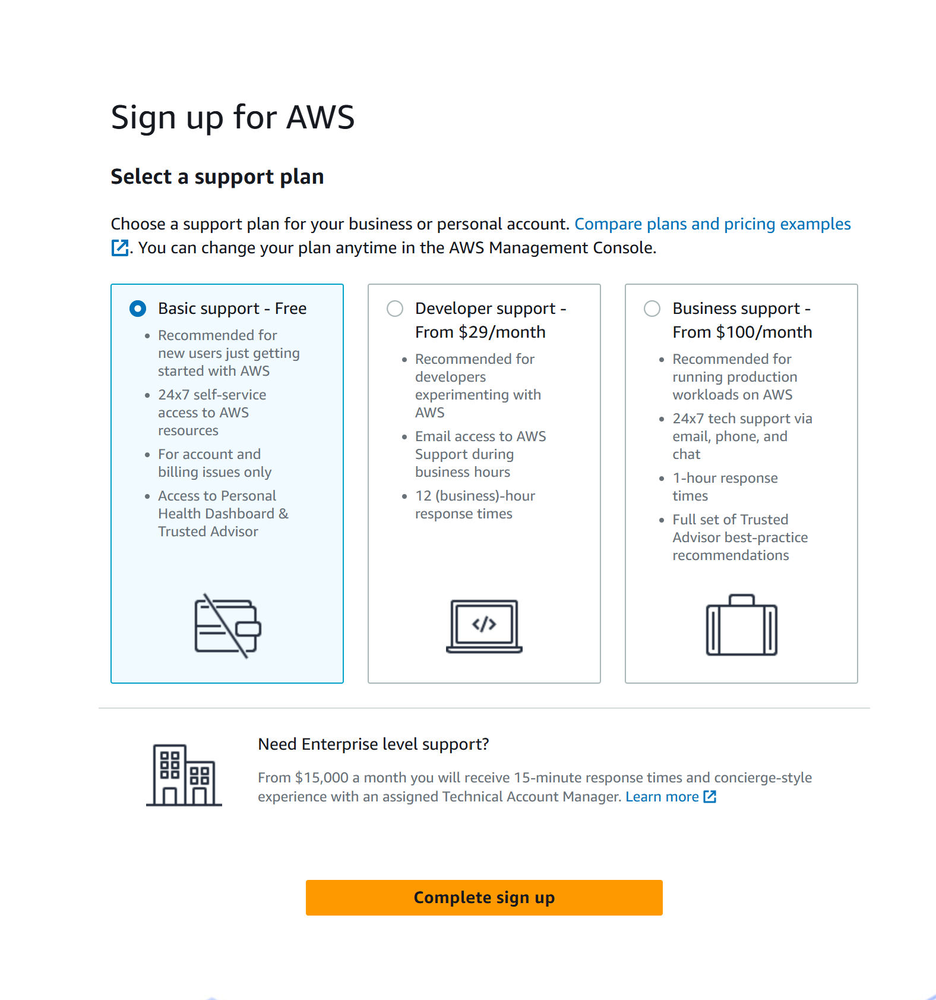 Sign up for AWS
Select a support plan
Choose a support plan for your business or personal account. Compare plans and pricing examples
. You can change your plan anytime in the AWS Management Console.
Basic support - Free
Recommended for
new users just getting
started with AWS
24x7 self-service
access to AWS
resources
For account and
billing issues only
Access to Personal
Health Dashboard &
Trusted Advisor
Developer support -
From $29/month
Recommended for
developers
experimenting with
AWS
Email access to AWS
Support during
business hours
12 (business)-hour
response times
</>
Business support -
From $100/month
Recommended for
running production
workloads on AWS
24x7 tech support via
email, phone, and
chat
1-hour response
times
Full set of Trusted
Advisor best-practice
recommendations
Need Enterprise level support?
From $15,000 a month you will receive 15-minute response times and concierge-style
experience with an assigned Technical Account Manager. Learn more
Complete sign up